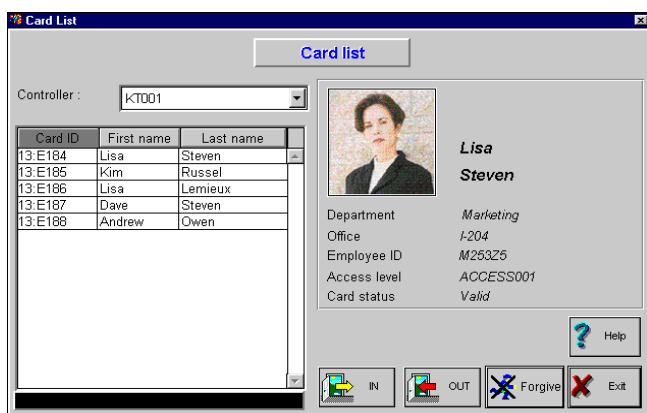 Card List
Card list
Controller :
KT001
Card ID First name Last name
13:E184 Lisa Steven
13:E185 Kim Russel
13:E186 Lisa Lemieux
13:E187 Dave Steven
13:E188 Andrew Owen
Lisa
Steven
Department Marketing
Office I-204
Employee ID M253Z5
Access level ACCESS001
Card status Valid
Help
IN OUT Forgive Exit